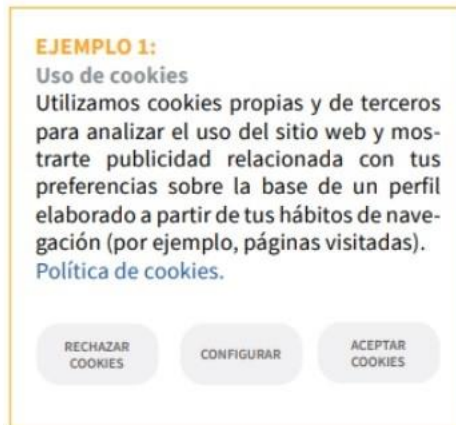 EJEMPLO 1:
Uso de cookies
Utilizamos cookies propias y de terceros
para analizar el uso del sitio web y mos-
trarte publicidad relacionada con tus
preferencias sobre la base de un perfil
elaborado a partir de tus hábitos de nave-
gación (por ejemplo, páginas visitadas).
Política de cookies.
RECHAZAR
COOKIES
CONFIGURAR
ACEPTAR
COOKIES